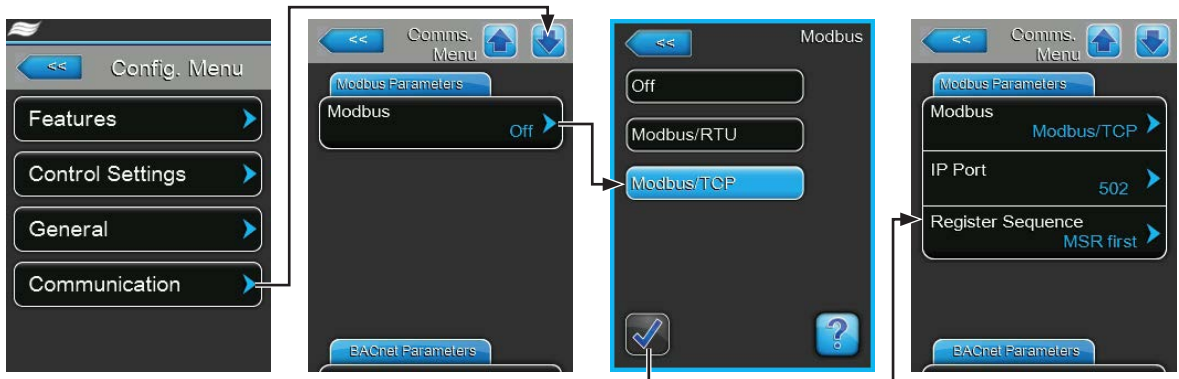 <<
Config. Menu
Features
Control Settings
General
Communication
<<
Comms.
Menu
Modbus Parameters
Modbus
Off
BACnet Parameters
<<
Modbus
Off
Modbus/RTU
Modbus/TCP
?
<<
Comms.
Menu
Modbus Parameters
Modbus
Modbus/TCP
IP Port
502
Register Sequence
MSR first
BACnet Parameters